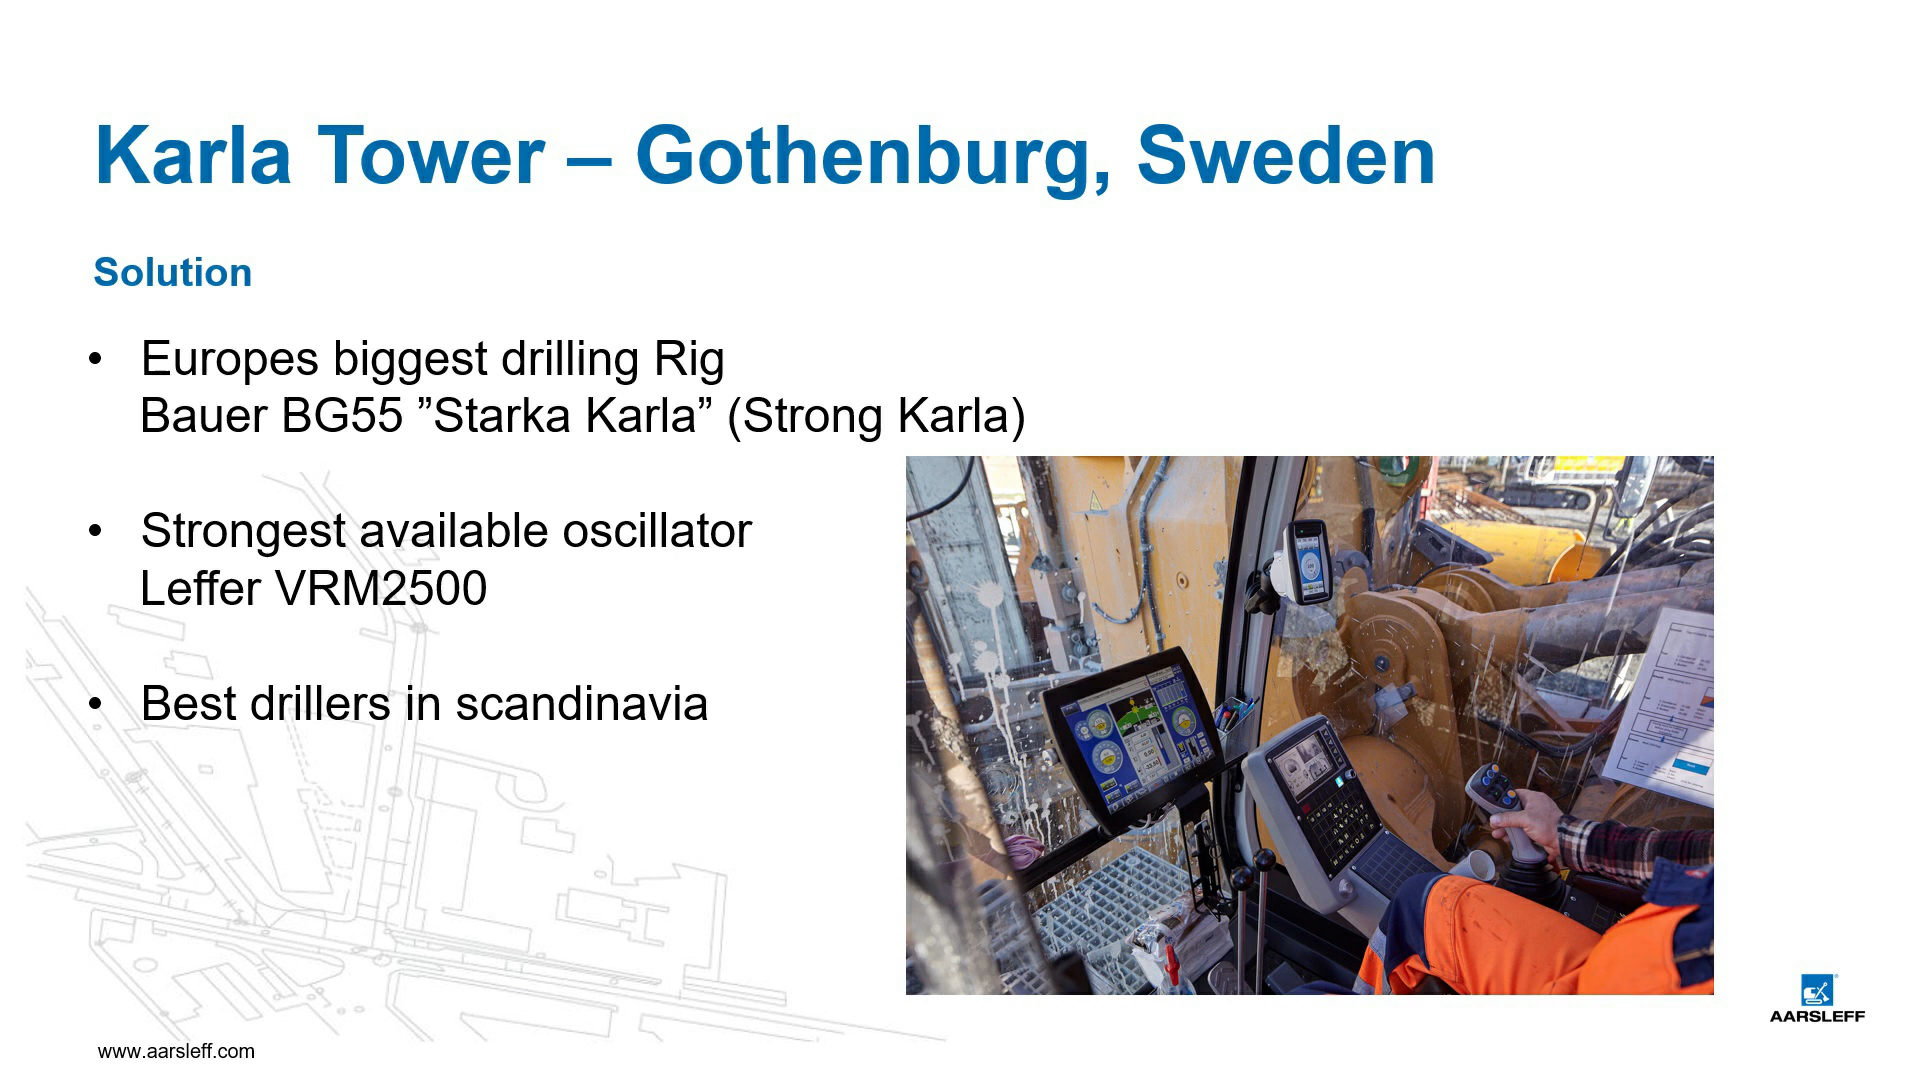 Karla Tower – Gothenburg, Sweden
Solution
• Europes biggest drilling Rig
Bauer BG55 ”Starka Karla” (Strong Karla)
• Strongest available oscillator
Leffer VRM2500
• Best drillers in scandinavia
AARSLEFF
www.aarsleff.com